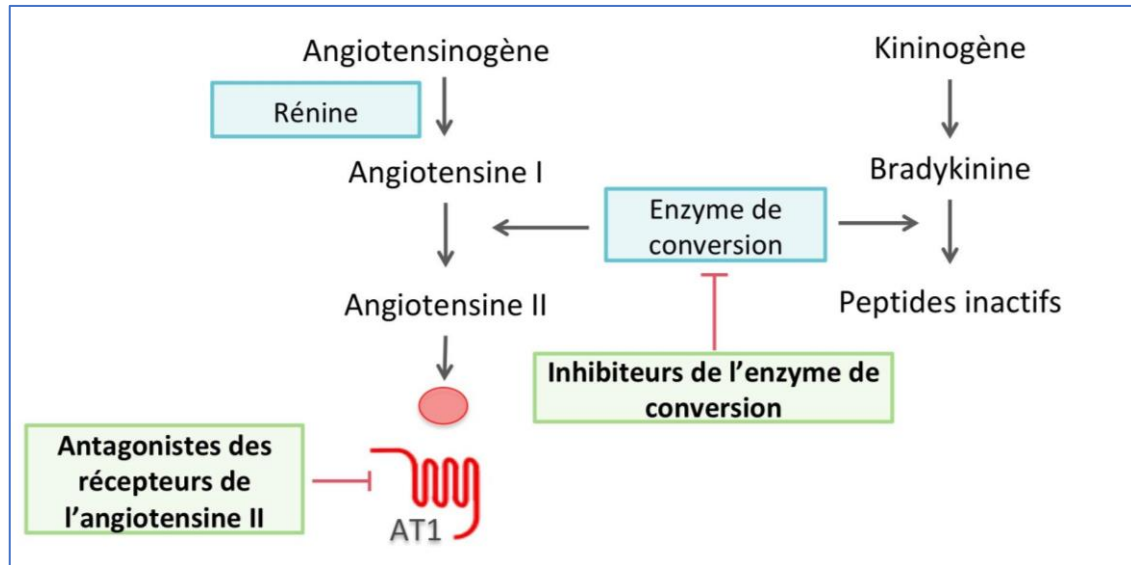 Angiotensinogène
Kininogène
Rénine
Angiotensine I
Bradykinine
Enzyme de
conversion
Angiotensine II
Peptides inactifs
Inhibiteurs de l’enzyme de
conversion
Antagonistes des
récepteurs de
l’angiotensine II
AT1